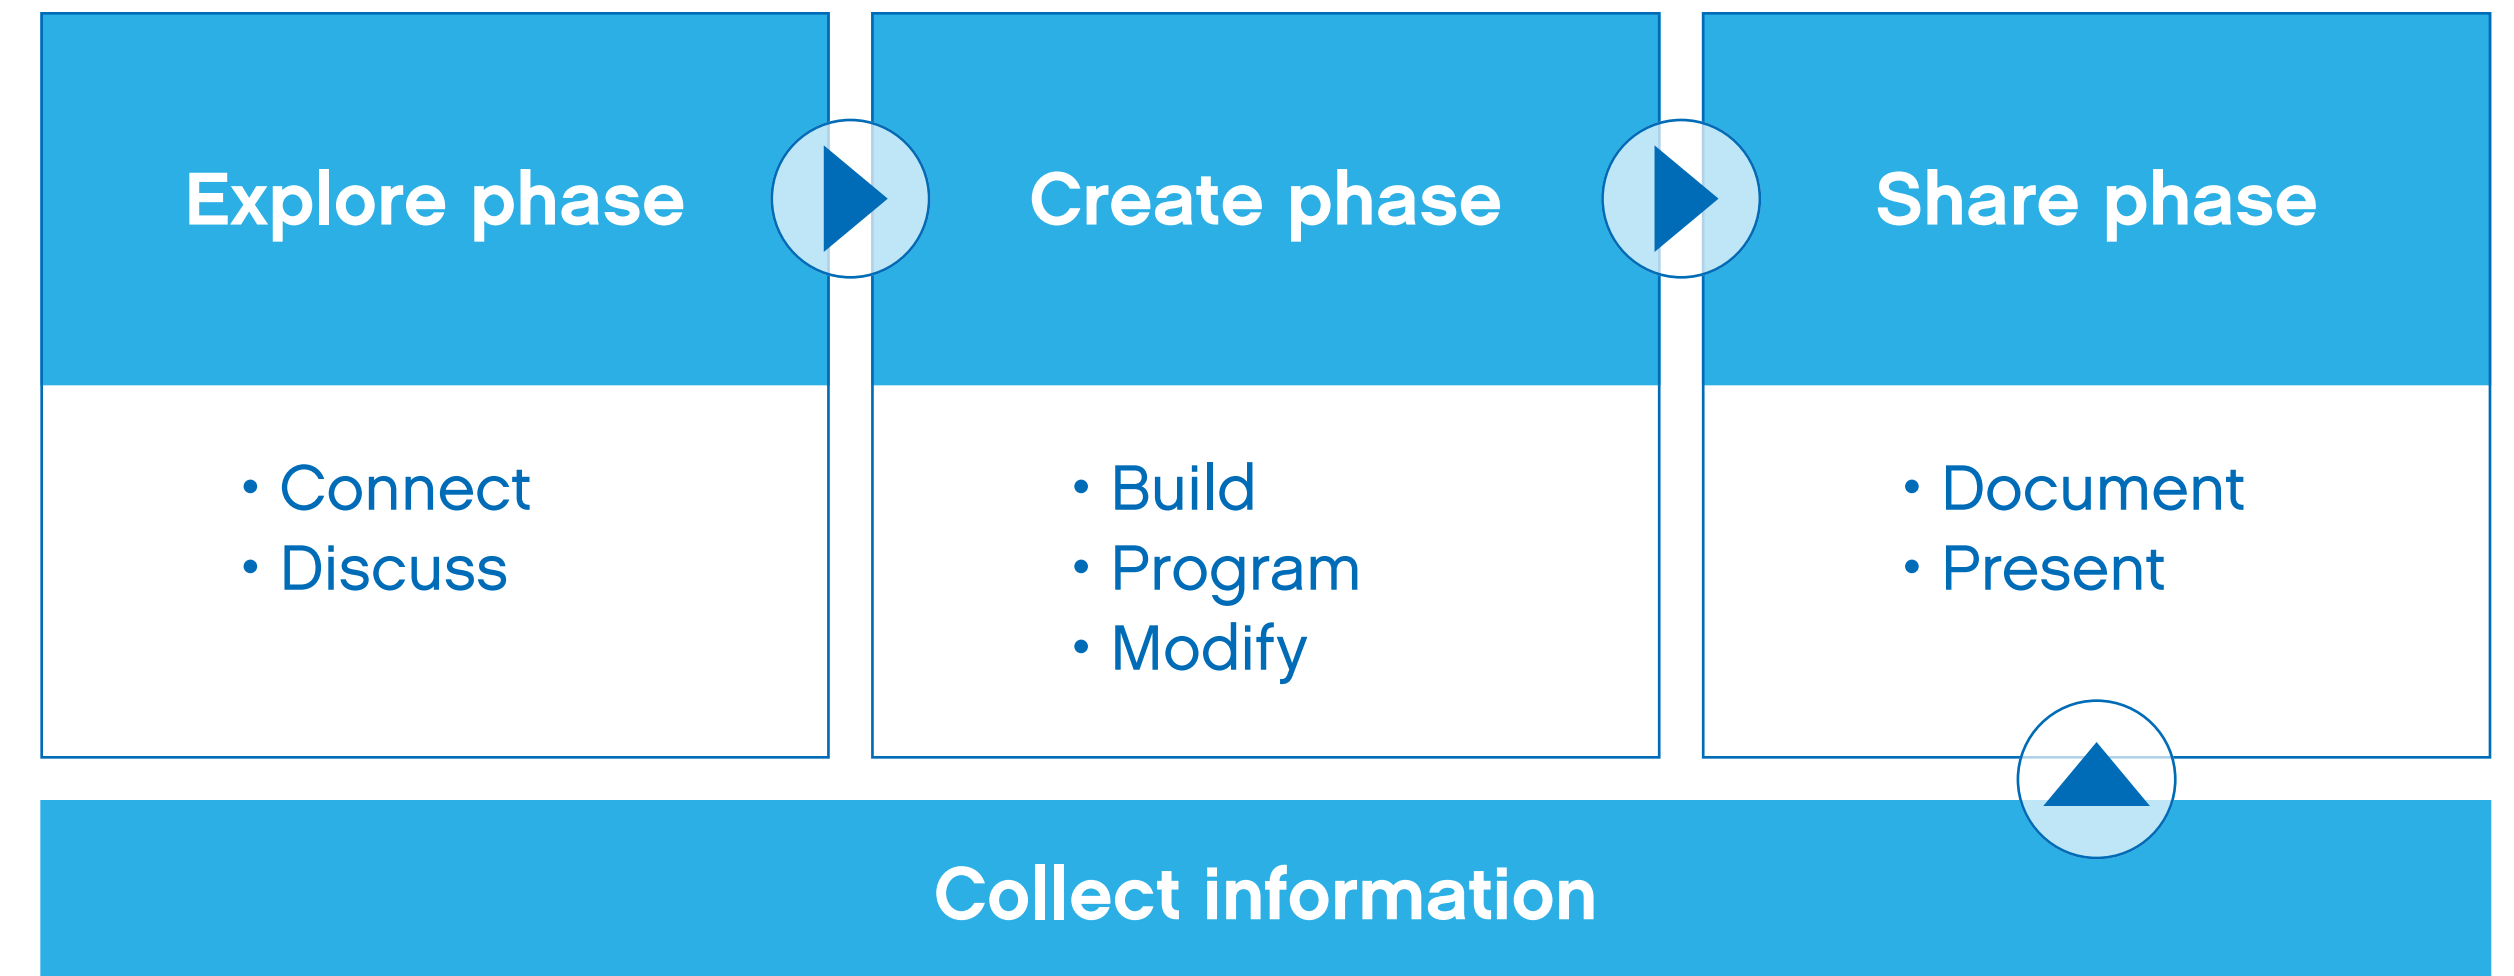 Explore phase
• Connect
• Discuss
Create phase
• Build
• Program
• Modify
Share phase
• Document
• Present
Collect information